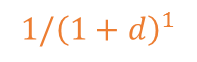 1/(1 + d)¹